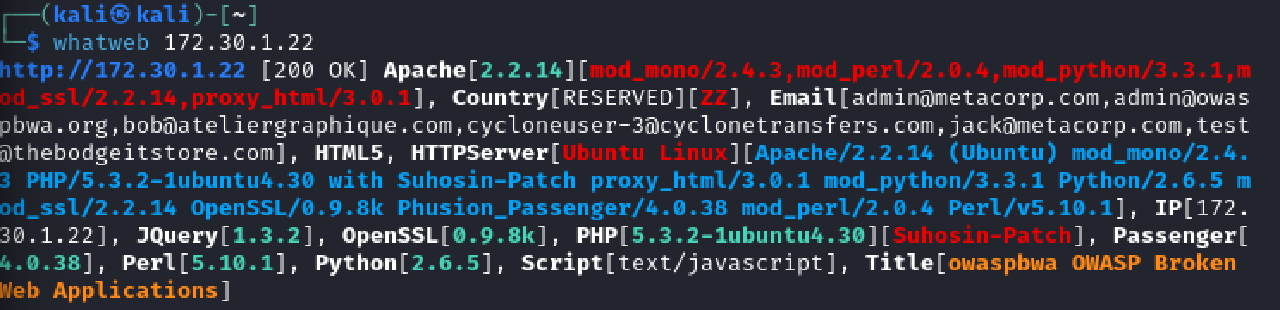 ┌──(kali㉿kali)-[~]
└─$ whatweb 172.30.1.22
http://172.30.1.22 [200 OK] Apache[2.2.14][mod_mono/2.4.3,mod_perl/2.0.4,mod_python/3.3.1,m
od_ssl/2.2.14,proxy_html/3.0.1], Country[RESERVED][ZZ], Email[admin@metacorp.com,admin@owas
pbwa.org,bob@ateliergraphique.com,cycloneuser-3@cyclonetransfers.com,jack@metacorp.com,test
@thebodgeitstore.com], HTML5, HTTPServer[Ubuntu Linux][Apache/2.2.14 (Ubuntu) mod_mono/2.4.
3 PHP/5.3.2-1ubuntu4.30 with Suhosin-Patch proxy_html/3.0.1 mod_python/3.3.1 Python/2.6.5 m
od_ssl/2.2.14 OpenSSL/0.9.8k Phusion_Passenger/4.0.38 mod_perl/2.0.4 Perl/v5.10.1], IP[172.
30.1.22], JQuery[1.3.2], OpenSSL[0.9.8k], PHP[5.3.2-1ubuntu4.30][Suhosin-Patch], Passenger[
4.0.38], Perl[5.10.1], Python[2.6.5], Script[text/javascript], Title[owaspbwa OWASP Broken
Web Applications]